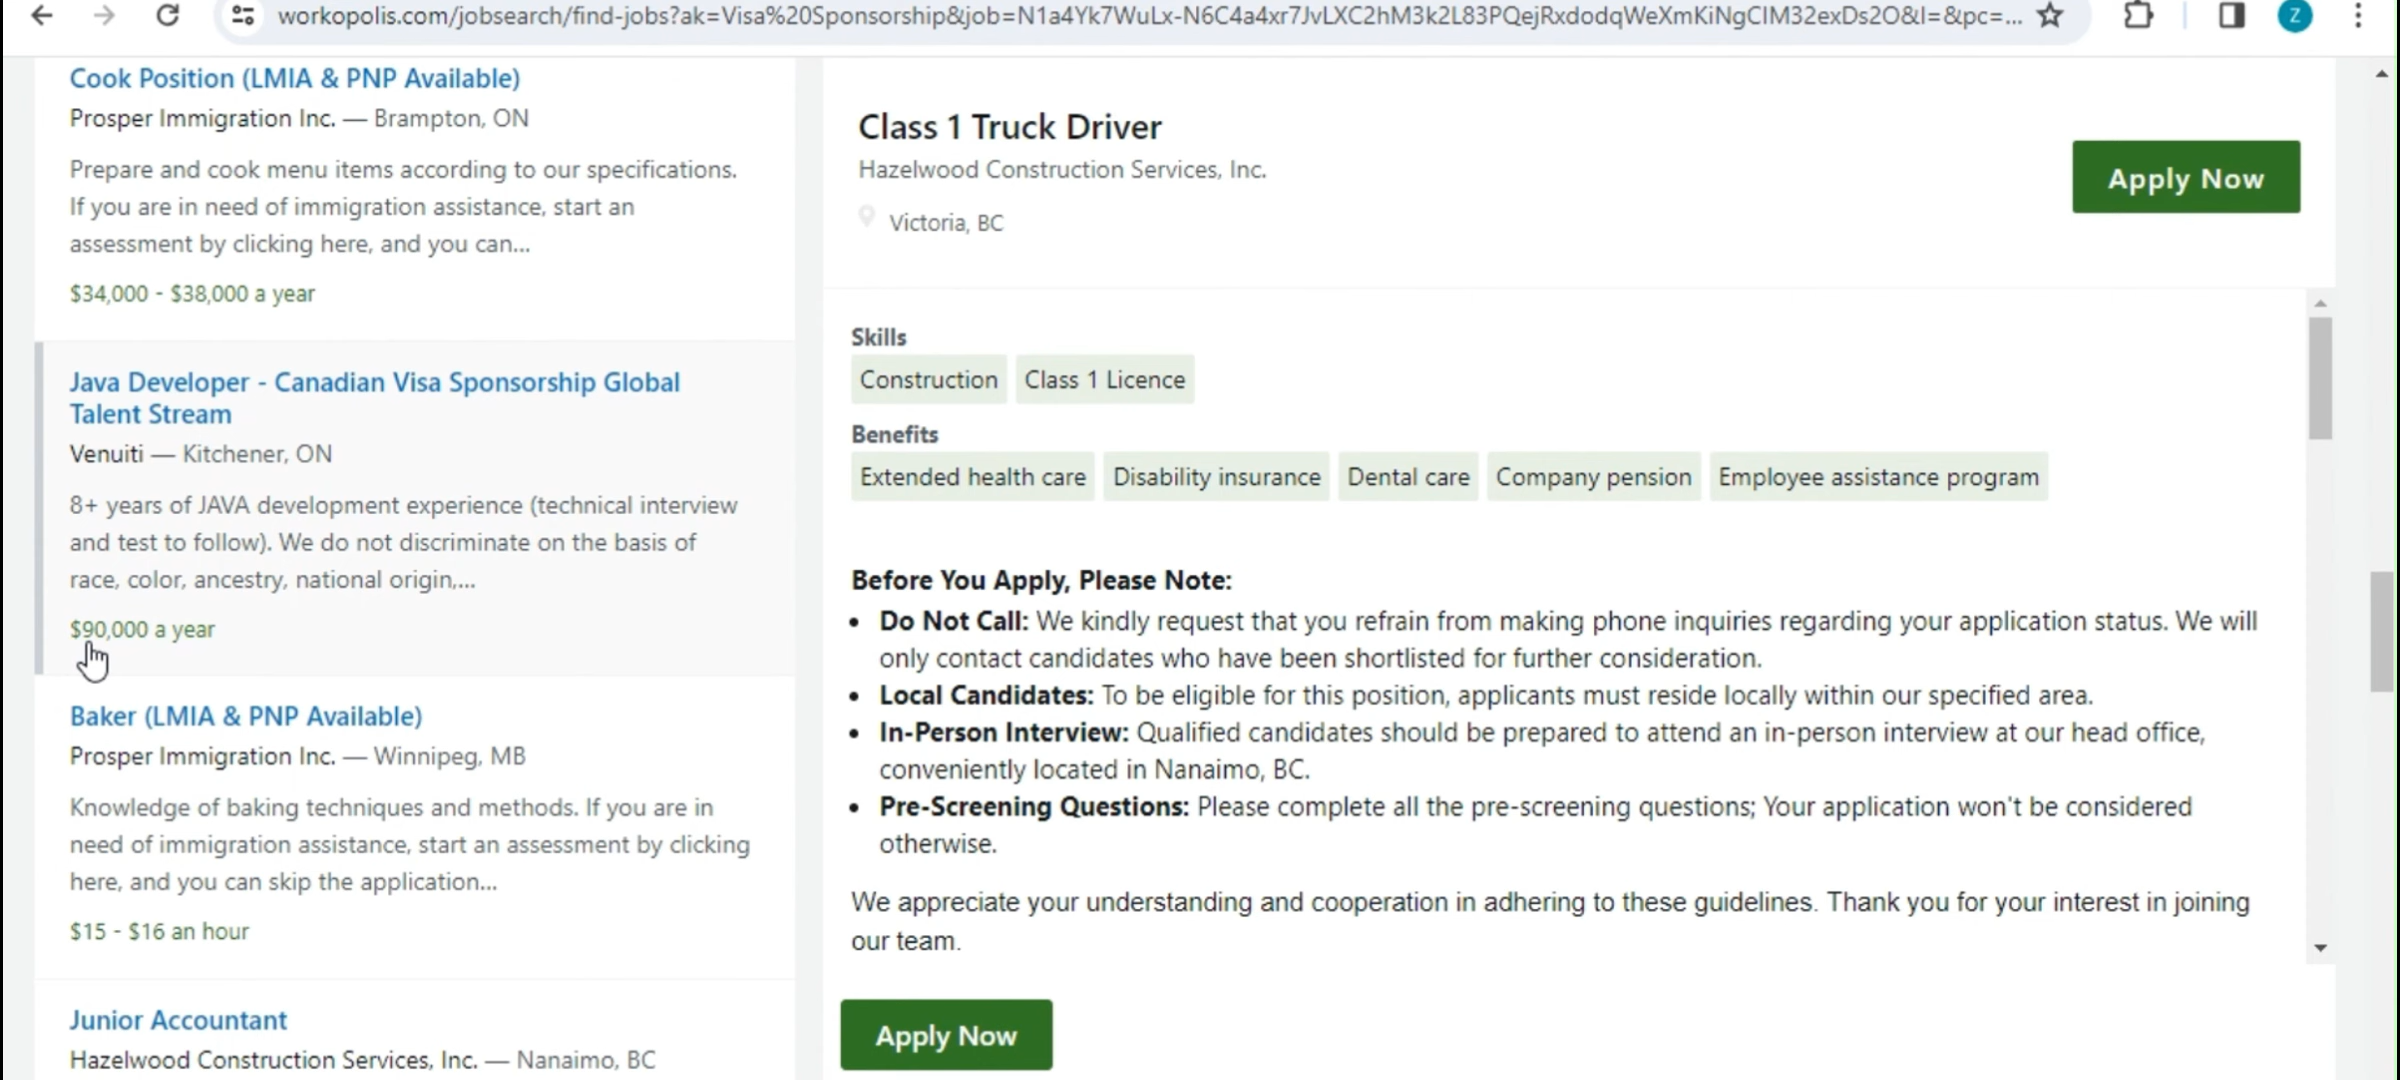 workopolis.com/jobsearch/find-jobs?ak=Visa%20Sponsorship&job=N1a4Yk7WuLx-N6C4a4xr7JvLXC2hM3k2L83PQejRxdodqWeXmKiNgCIM32exDs2O&l=&pc=...
Z
Cook Position (LMIA & PNP Available)
Prosper Immigration Inc. — Brampton, ON
Prepare and cook menu items according to our specifications.
If you are in need of immigration assistance, start an
assessment by clicking here, and you can...
$34,000 - $38,000 a year
Java Developer - Canadian Visa Sponsorship Global
Talent Stream
Venuiti — Kitchener, ON
8+ years of JAVA development experience (technical interview
and test to follow). We do not discriminate on the basis of
race, color, ancestry, national origin,...
$90,000 a year
Baker (LMIA & PNP Available)
Prosper Immigration Inc. — Winnipeg, MB
Knowledge of baking techniques and methods. If you are in
need of immigration assistance, start an assessment by clicking
here, and you can skip the application...
$15 - $16 an hour
Junior Accountant
Hazelwood Construction Services, Inc. — Nanaimo, BC
Class 1 Truck Driver
Hazelwood Construction Services, Inc.
Victoria, BC
Apply Now
Skills
Construction Class 1 Licence
Benefits
Extended health care Disability insurance Dental care Company pension Employee assistance program
Before You Apply, Please Note:
• Do Not Call: We kindly request that you refrain from making phone inquiries regarding your application status. We will
only contact candidates who have been shortlisted for further consideration.
• Local Candidates: To be eligible for this position, applicants must reside locally within our specified area.
• In-Person Interview: Qualified candidates should be prepared to attend an in-person interview at our head office,
conveniently located in Nanaimo, BC.
• Pre-Screening Questions: Please complete all the pre-screening questions; Your application won't be considered
otherwise.
We appreciate your understanding and cooperation in adhering to these guidelines. Thank you for your interest in joining
our team.
Apply Now